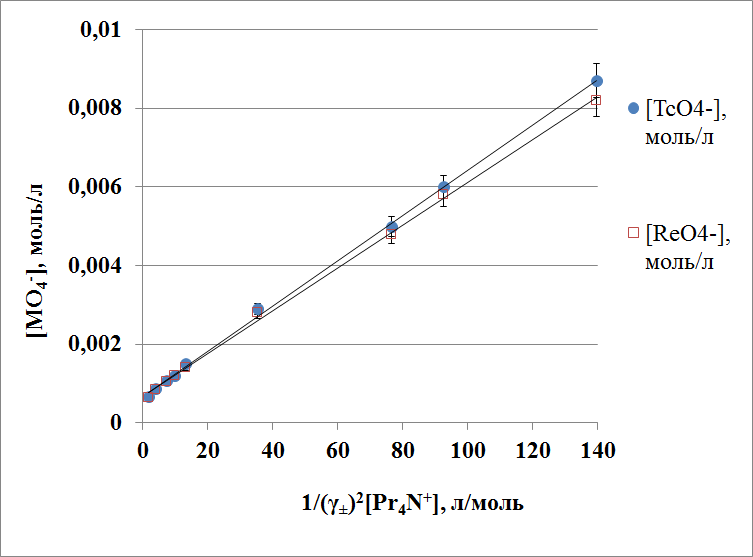 0,01
0,008
0,006
0,004
0,002
0
[MO₄⁻], моль/л
0 20 40 60 80 100 120 140
1/(γ±)²[Pr₄N⁺], л/моль
[TcO4-],
моль/л
[ReO4-],
моль/л